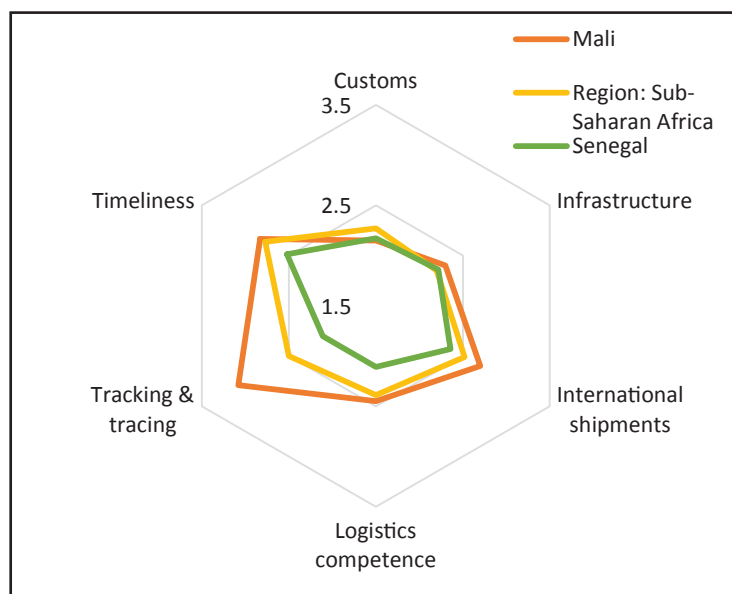 Mali
Region: Sub-
Saharan Africa
Senegal
Customs
3.5
Timeliness
2.5
Infrastructure
1.5
Tracking &
tracing
International
shipments
Logistics
competence